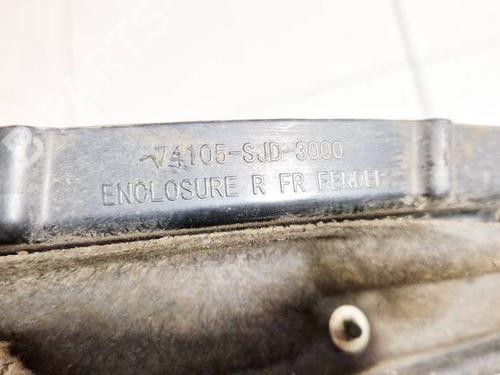 74105-SJD-3000
ENCLOSURE R FR FENDER